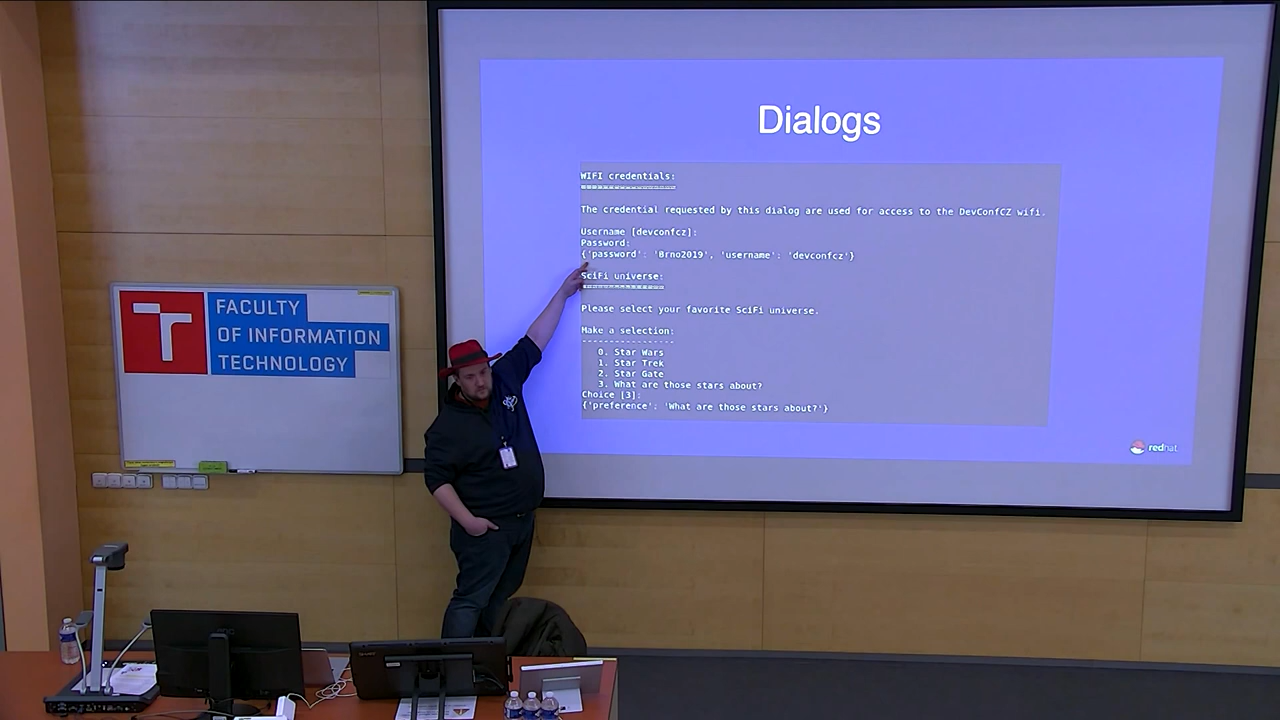 Dialogs
WIFI credentials:
=================
The credential requested by this dialog are used for access to the DevConfCZ wifi.
Username [devconfcz]:
Password:
{'password': 'Brno2019', 'username': 'devconfcz'}
SciFi universe:
===============
Please select your favorite SciFi universe.
Make a selection:
-----------------
0. Star Wars
1. Star Trek
2. Star Gate
3. What are those stars about?
Choice [3]:
{'preference': 'What are those stars about?'}
redhat
FACULTY
OF INFORMATION
TECHNOLOGY